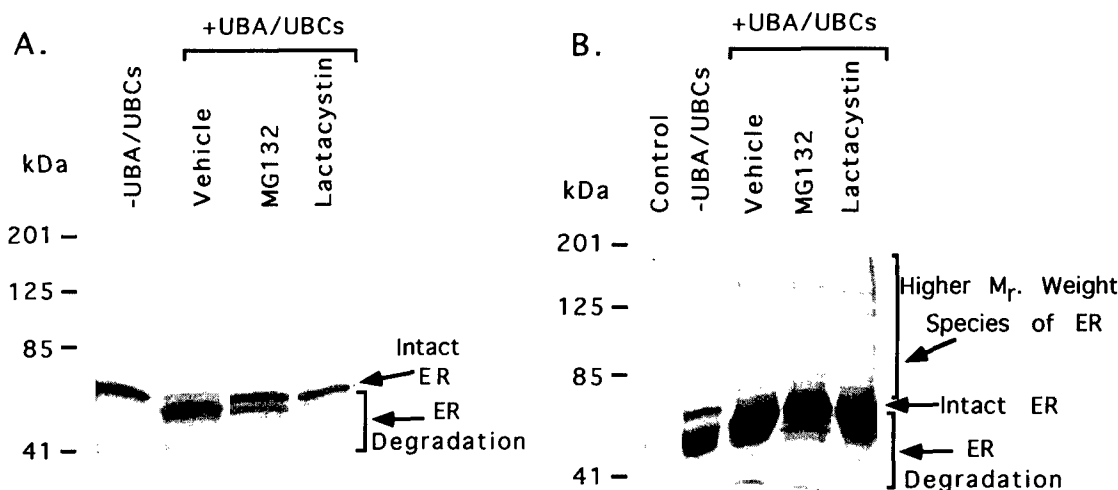 A.
+UBA/UBCs
-UBA/UBCs
Vehicle
MG132
Lactacystin
kDa
201
125
85
41
Intact
ER
ER
Degradation
B.
+UBA/UBCs
Control
-UBA/UBCs
Vehicle
MG132
Lactacystin
kDa
201
125
85
41
Higher Mr. Weight
Species of ER
Intact ER
ER
Degradation